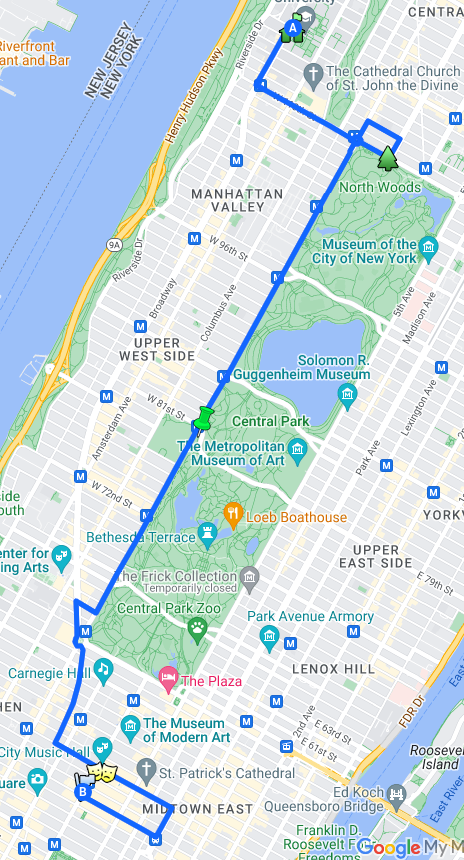 University
A
CENTRA
Riverfront
ant and Bar
NEW JERSEY
NEW YORK
Riverside Dr
Henry Hudson Pkwy
The Cathedral Church
of St. John the Divine
M
M
M
North Woods
MANHATTAN
VALLEY
M
M
9A
Riverside Dr
W 96th St
Museum of the
City of New York
M
Broadway
5th Ave
Madison Ave
Columbus Ave
M
UPPER
WEST SIDE
Solomon R.
Guggenheim Museum
M
M
Lexington Ave
Amsterdam Ave
M
W 81st St
Central Park
The Metropolitan
Museum of Art
Park Ave
M
M
W 72nd St
side
outh
M
Loeb Boathouse
YORKV
Bethesda Terrace
enter for
ing Arts
UPPER
EAST SIDE
The Frick Collection
Temporarily closed
E 79th St
Central Park Zoo
Park Avenue Armory
M
M
M
Carnegie Hall
The Plaza
LENOX HILL
HEN
The Museum
of Modern Art
M
2nd Ave
E 63rd St
E 61st St
FDR Dr
East
City Music Hall
Roosevel
Island
St. Patrick's Cathedral
quare
B
MIDTOWN EAST
Ed Koch
Queensboro Bridge
East River
Franklin D.
Roosevelt F
Freedoms
M
Google My M